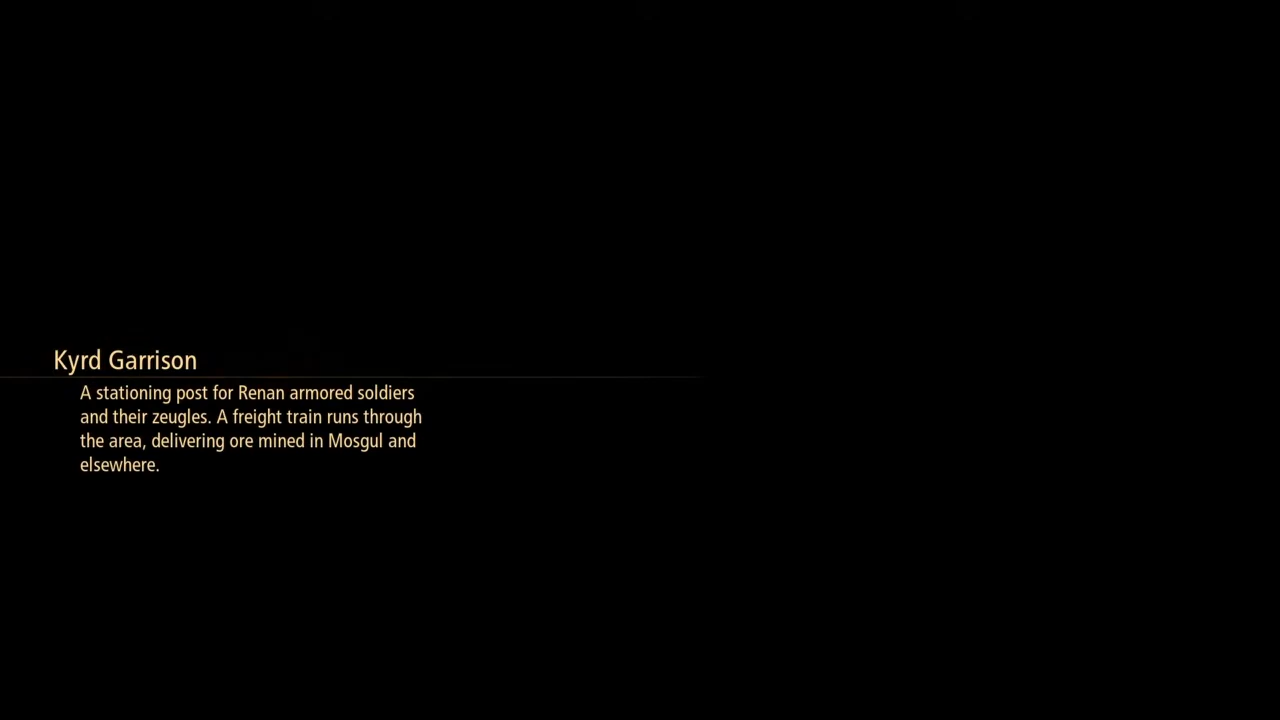 Kyrd Garrison
A stationing post for Renan armored soldiers
and their zeugles. A freight train runs through
the area, delivering ore mined in Mosgul and
elsewhere.